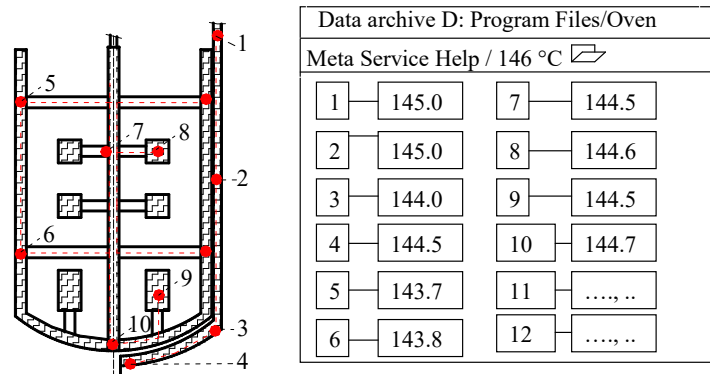 1
5
7
8
2
6
9
10
3
4
Data archive D: Program Files/Oven
Meta Service Help / 146 °C
1 145.0 7 144.5
2 145.0 8 144.6
3 144.0 9 144.5
4 144.5 10 144.7
5 143.7 11 …., ..
6 143.8 12 …., ..